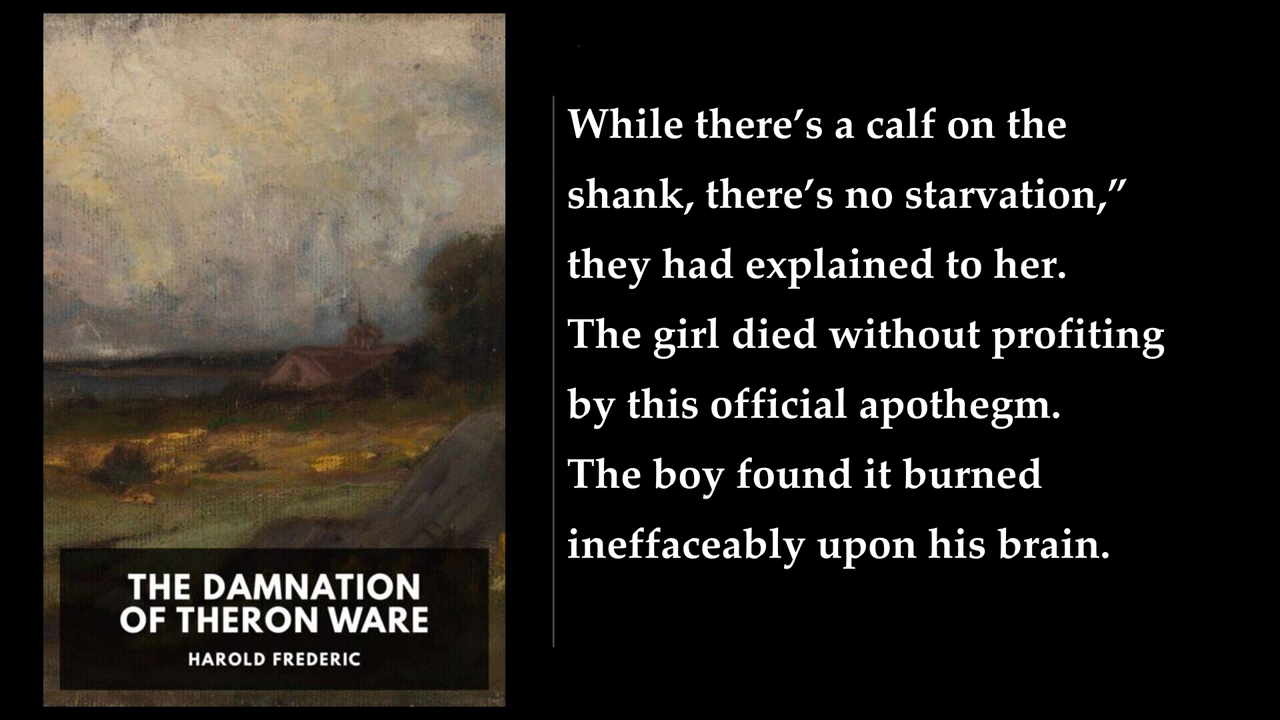 While there’s a calf on the
shank, there’s no starvation,”
they had explained to her.
The girl died without profiting
by this official apothegm.
The boy found it burned
ineffaceably upon his brain.
THE DAMNATION
OF THERON WARE
HAROLD FREDERIC